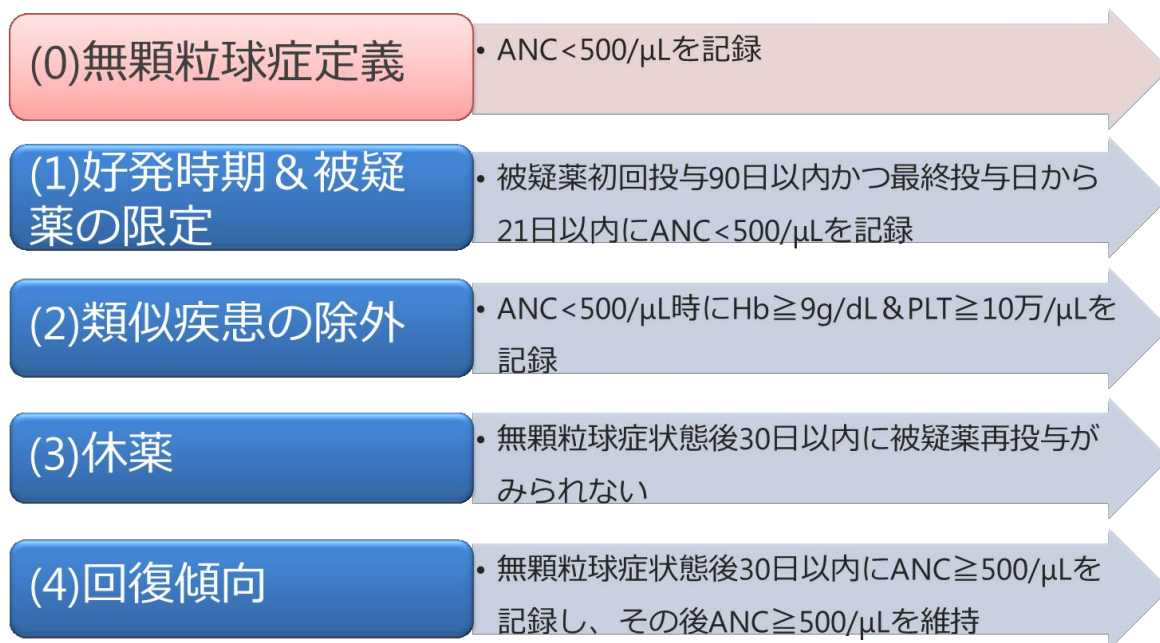 (0)無顆粒球症定義
• ANC<500/μLを記録
(1)好発時期＆被疑
薬の限定
• 被疑薬初回投与90日以内かつ最終投与日から
21日以内にANC<500/μLを記録
(2)類似疾患の除外
• ANC<500/μL時にHb≧9g/dL＆PLT≧10万/μLを
記録
(3)休薬
• 無顆粒球症状態後30日以内に被疑薬再投与が
みられない
(4)回復傾向
• 無顆粒球症状態後30日以内にANC≧500/μLを
記録し、その後ANC≧500/μLを維持